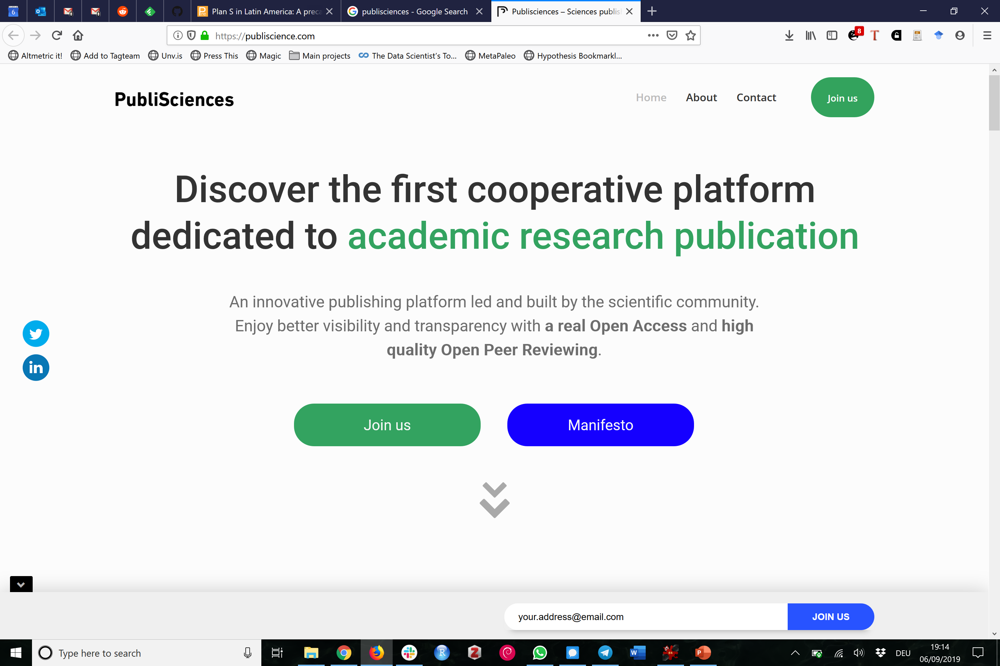 6
Plan S in Latin America: A preca
publisciences - Google Search
Publisciences – Sciences publis
https://publiscience.com
8
Altmetric it!
Add to Tagteam
Unv.is
Press This
Magic
Main projects
The Data Scientist’s To...
MetaPaleo
Hypothesis Bookmarkl...
PubliSciences
Home
About
Contact
Join us
Discover the first cooperative platform
dedicated to academic research publication
An innovative publishing platform led and built by the scientific community.
Enjoy better visibility and transparency with a real Open Access and high
quality Open Peer Reviewing.
in
Join us
Manifesto
your.address@email.com
JOIN US
Type here to search
DEU
19:14
06/09/2019